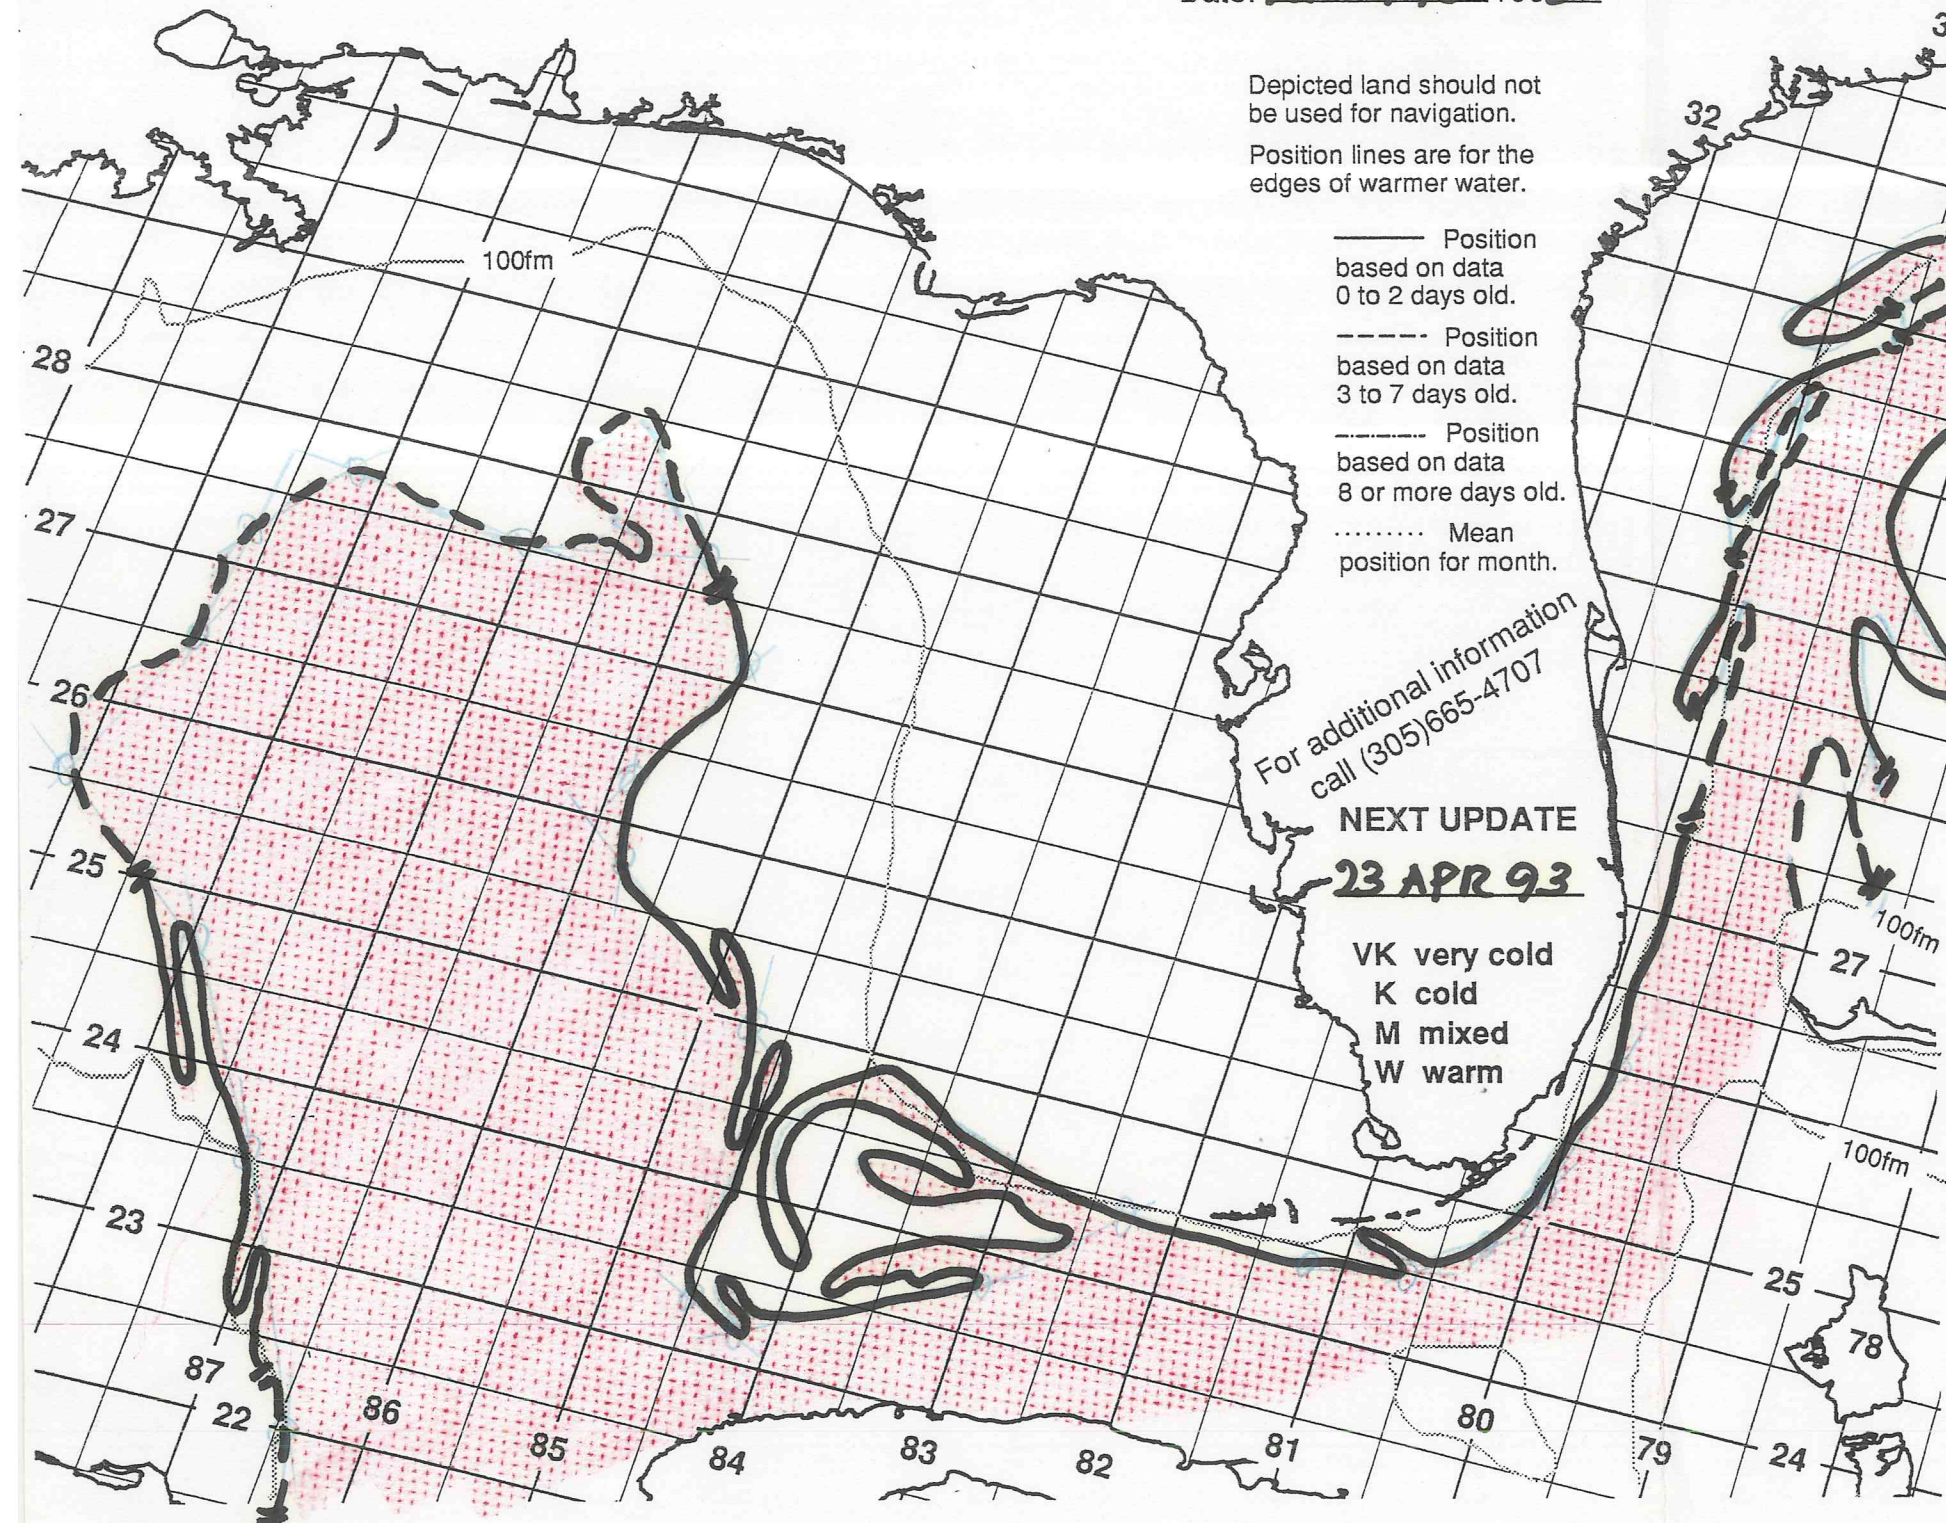 Date:
Depicted land should not
be used for navigation.
Position lines are for the
edges of warmer water.
Position
based on data
0 to 2 days old.
Position
based on data
3 to 7 days old.
Position
based on data
8 or more days old.
Mean
position for month.
For additional information
call (305)665-4707
NEXT UPDATE
23 APR 93
VK very cold
K cold
M mixed
W warm
32
100fm
28
27
26
25
24
23
87
22
86
85
84
83
82
81
80
79
24
78
25
100fm
27
100fm